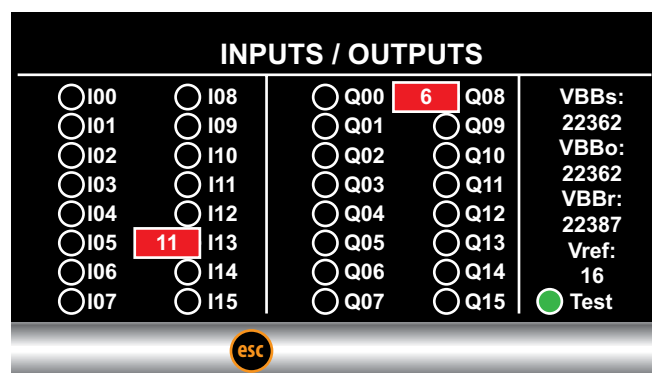 INPUTS / OUTPUTS
I00 I08 Q00 6 Q08 VBBs:
I01 I09 Q01 Q09 22362
I02 I10 Q02 Q10 VBBo:
I03 I11 Q03 Q11 22362
VBBr:
I04 I12 Q04 Q12 22387
I05 11 I13 Q05 Q13 Vref:
I06 I14 Q06 Q14 16
I07 I15 Q07 Q15 Test
esc